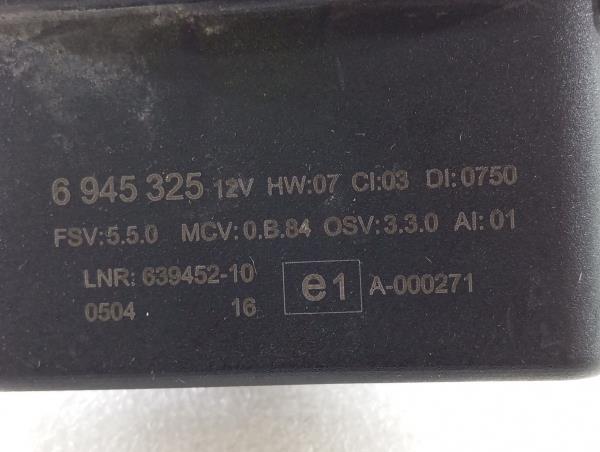 6 945 325 12V HW:07 CI:03 DI:0750
FSV:5.5.0 MCV:0.B.84 OSV:3.3.0 AI:01
LNR: 639452-10 e1 A-000271
0504 16